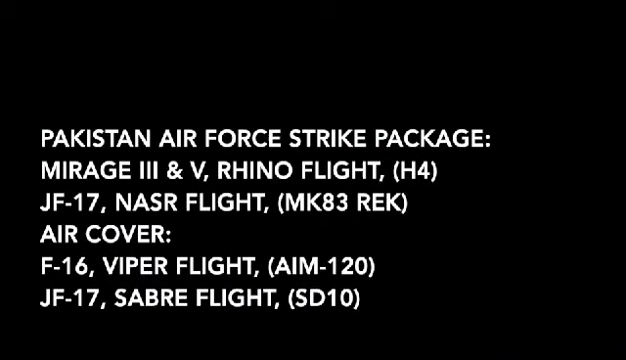 PAKISTAN AIR FORCE STRIKE PACKAGE:
MIRAGE III & V, RHINO FLIGHT, (H4)
JF-17, NASR FLIGHT, (MK83 REK)
AIR COVER:
F-16, VIPER FLIGHT, (AIM-120)
JF-17, SABRE FLIGHT, (SD10)